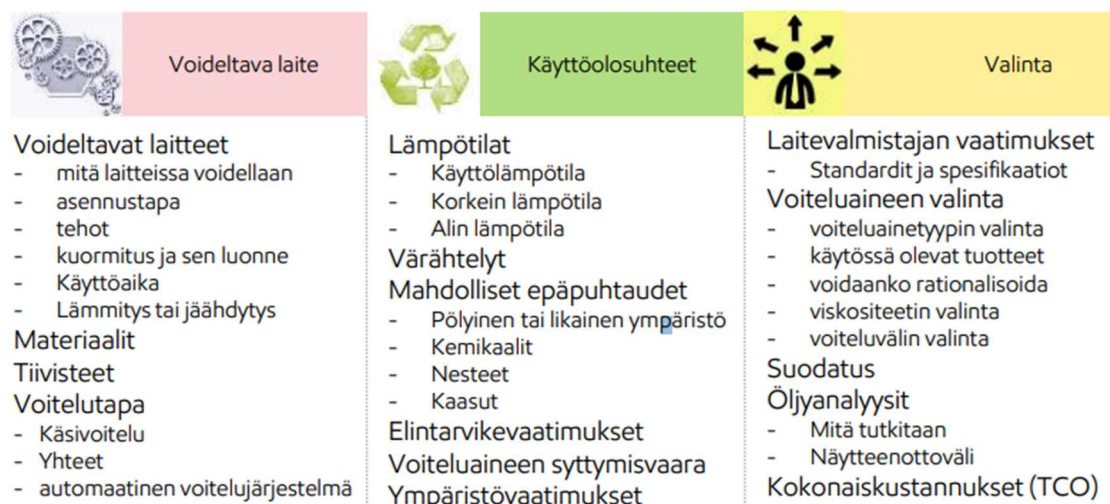 Voideltava laite
Voideltavat laitteet
- mitä laitteissa voidellaan
- asennustapa
- tehot
- kuormitus ja sen luonne
- Käyttöaika
- Lämmitys tai jäähdytys
Materiaalit
Tiivisteet
Voitelutapa
- Käsivoitelu
- Yhteet
- automaatinen voitelujärjestelmä
Käyttöolosuhteet
Lämpötilat
- Käyttölämpötila
- Korkein lämpötila
- Alin lämpötila
Värähtelyt
Mahdolliset epäpuhtaudet
- Pölyinen tai likainen ympäristö
- Kemikaalit
- Nesteet
- Kaasut
Elintarvikevaatimukset
Voiteluaineen syttymisvaara
Ympäristövaatimukset
Valinta
Laitevalmistajan vaatimukset
- Standardit ja spesifikaatiot
Voiteluaineen valinta
- voiteluainetyypin valinta
- käytössä olevat tuotteet
- voidaanko rationalisoida
- viskositeetin valinta
- voiteluvälin valinta
Suodatus
Öljyanalyysit
- Mitä tutkitaan
- Näytteenottoväli
Kokonaiskustannukset (TCO)